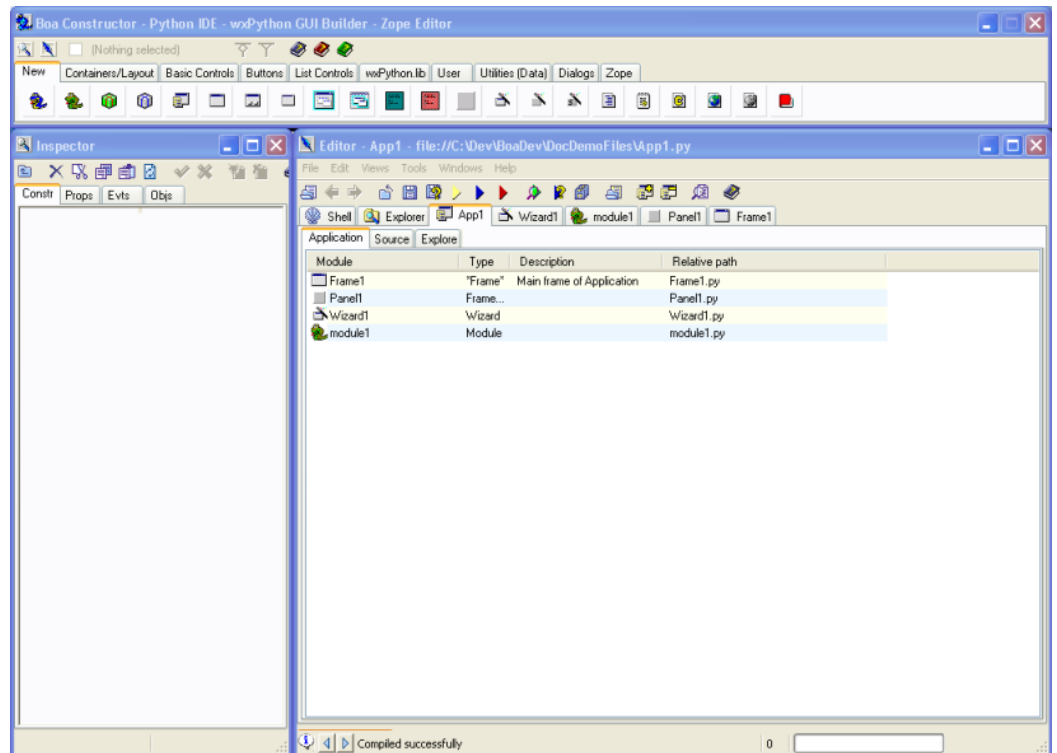 Boa Constructor - Python IDE - wxPython GUI Builder - Zope Editor
(Nothing selected)
New Containers/Layout Basic Controls Buttons List Controls wxPython.lib User Utilities (Data) Dialogs Zope
Inspector
Constr Props Evts Objs
Editor - App1 - file://C:\Dev\BoaDev\DocDemoFiles\App1.py
File Edit Views Tools Windows Help
Shell Explorer App1 Wizard1 module1 Panel1 Frame1
Application Source Explore
Module Type Description Relative path
Frame1 "Frame" Main frame of Application Frame1.py
Panel1 Frame... Panel1.py
Wizard1 Wizard Wizard1.py
module1 Module module1.py
Compiled successfully 0